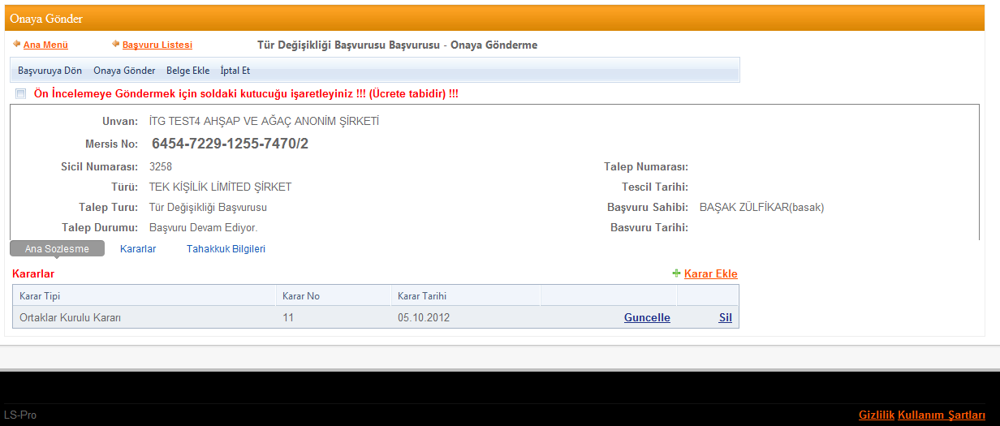 Onaya Gönder
Ana Menü Başvuru Listesi Tür Değişikliği Başvurusu Başvurusu - Onaya Gönderme
Başvuruya Dön Onaya Gönder Belge Ekle İptal Et
Ön İncelemeye Göndermek için soldaki kutucuğu işaretleyiniz !!! (Ücrete tabidir) !!!
Unvan: İTG TEST4 AHŞAP VE AĞAÇ ANONİM ŞİRKETİ
Mersis No: 6454-7229-1255-7470/2
Sicil Numarası: 3258 Talep Numarası:
Türü: TEK KİŞİLİK LİMİTED ŞİRKET Tescil Tarihi:
Talep Turu: Tür Değişikliği Başvurusu Başvuru Sahibi: BAŞAK ZÜLFİKAR(basak)
Talep Durumu: Başvuru Devam Ediyor. Basvuru Tarihi:
Ana Sozlesme Kararlar Tahakkuk Bilgileri
Kararlar Karar Ekle
Karar Tipi Karar No Karar Tarihi
Ortaklar Kurulu Kararı 11 05.10.2012 Guncelle Sil
LS-Pro Gizlilik Kullanım Şartları